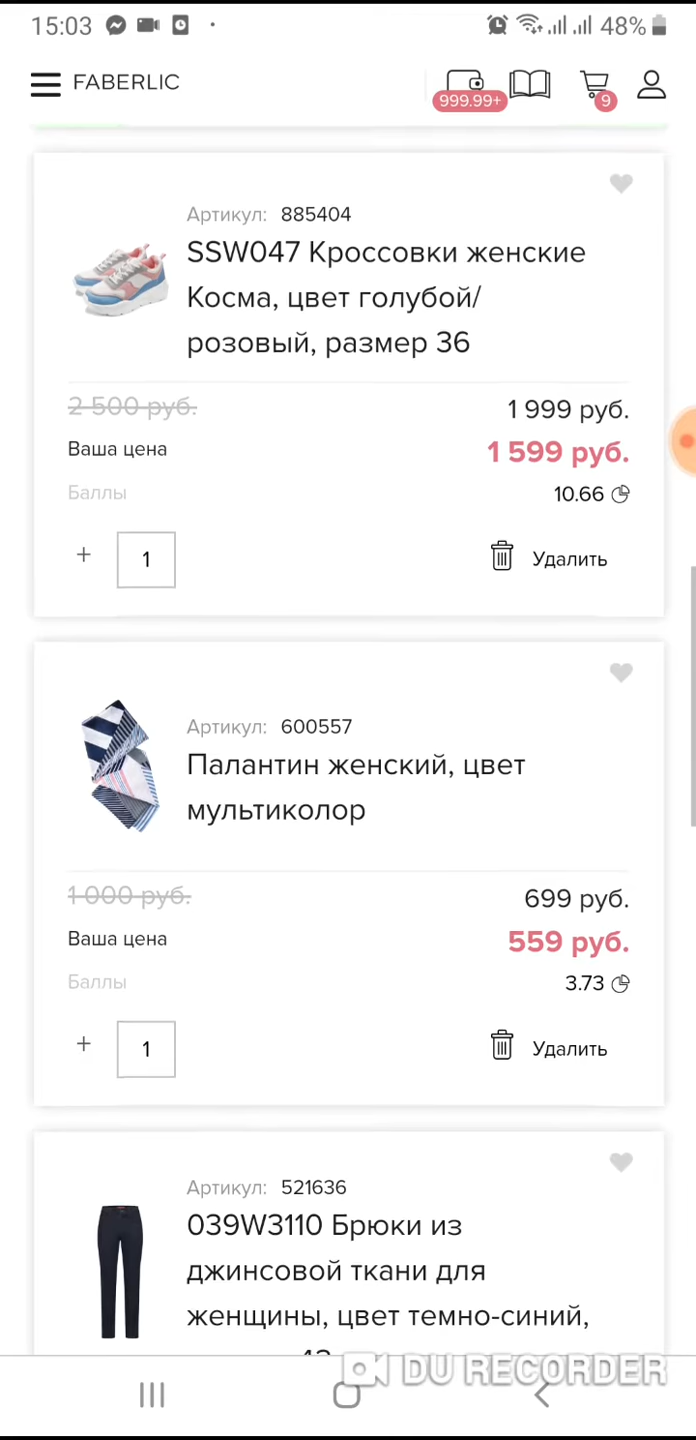 15:03 48%
FABERLIC 999.99+ 9
Артикул: 885404
SSW047 Кроссовки женские
Косма, цвет голубой/
розовый, размер 36
2 500 руб. 1 999 руб.
Ваша цена 1 599 руб.
Баллы 10.66
+ 1 Удалить
Артикул: 600557
Палантин женский, цвет
мультиколор
1 000 руб. 699 руб.
Ваша цена 559 руб.
Баллы 3.73
+ 1 Удалить
Артикул: 521636
039W3110 Брюки из
джинсовой ткани для
женщины, цвет темно-синий,
DU RECORDER